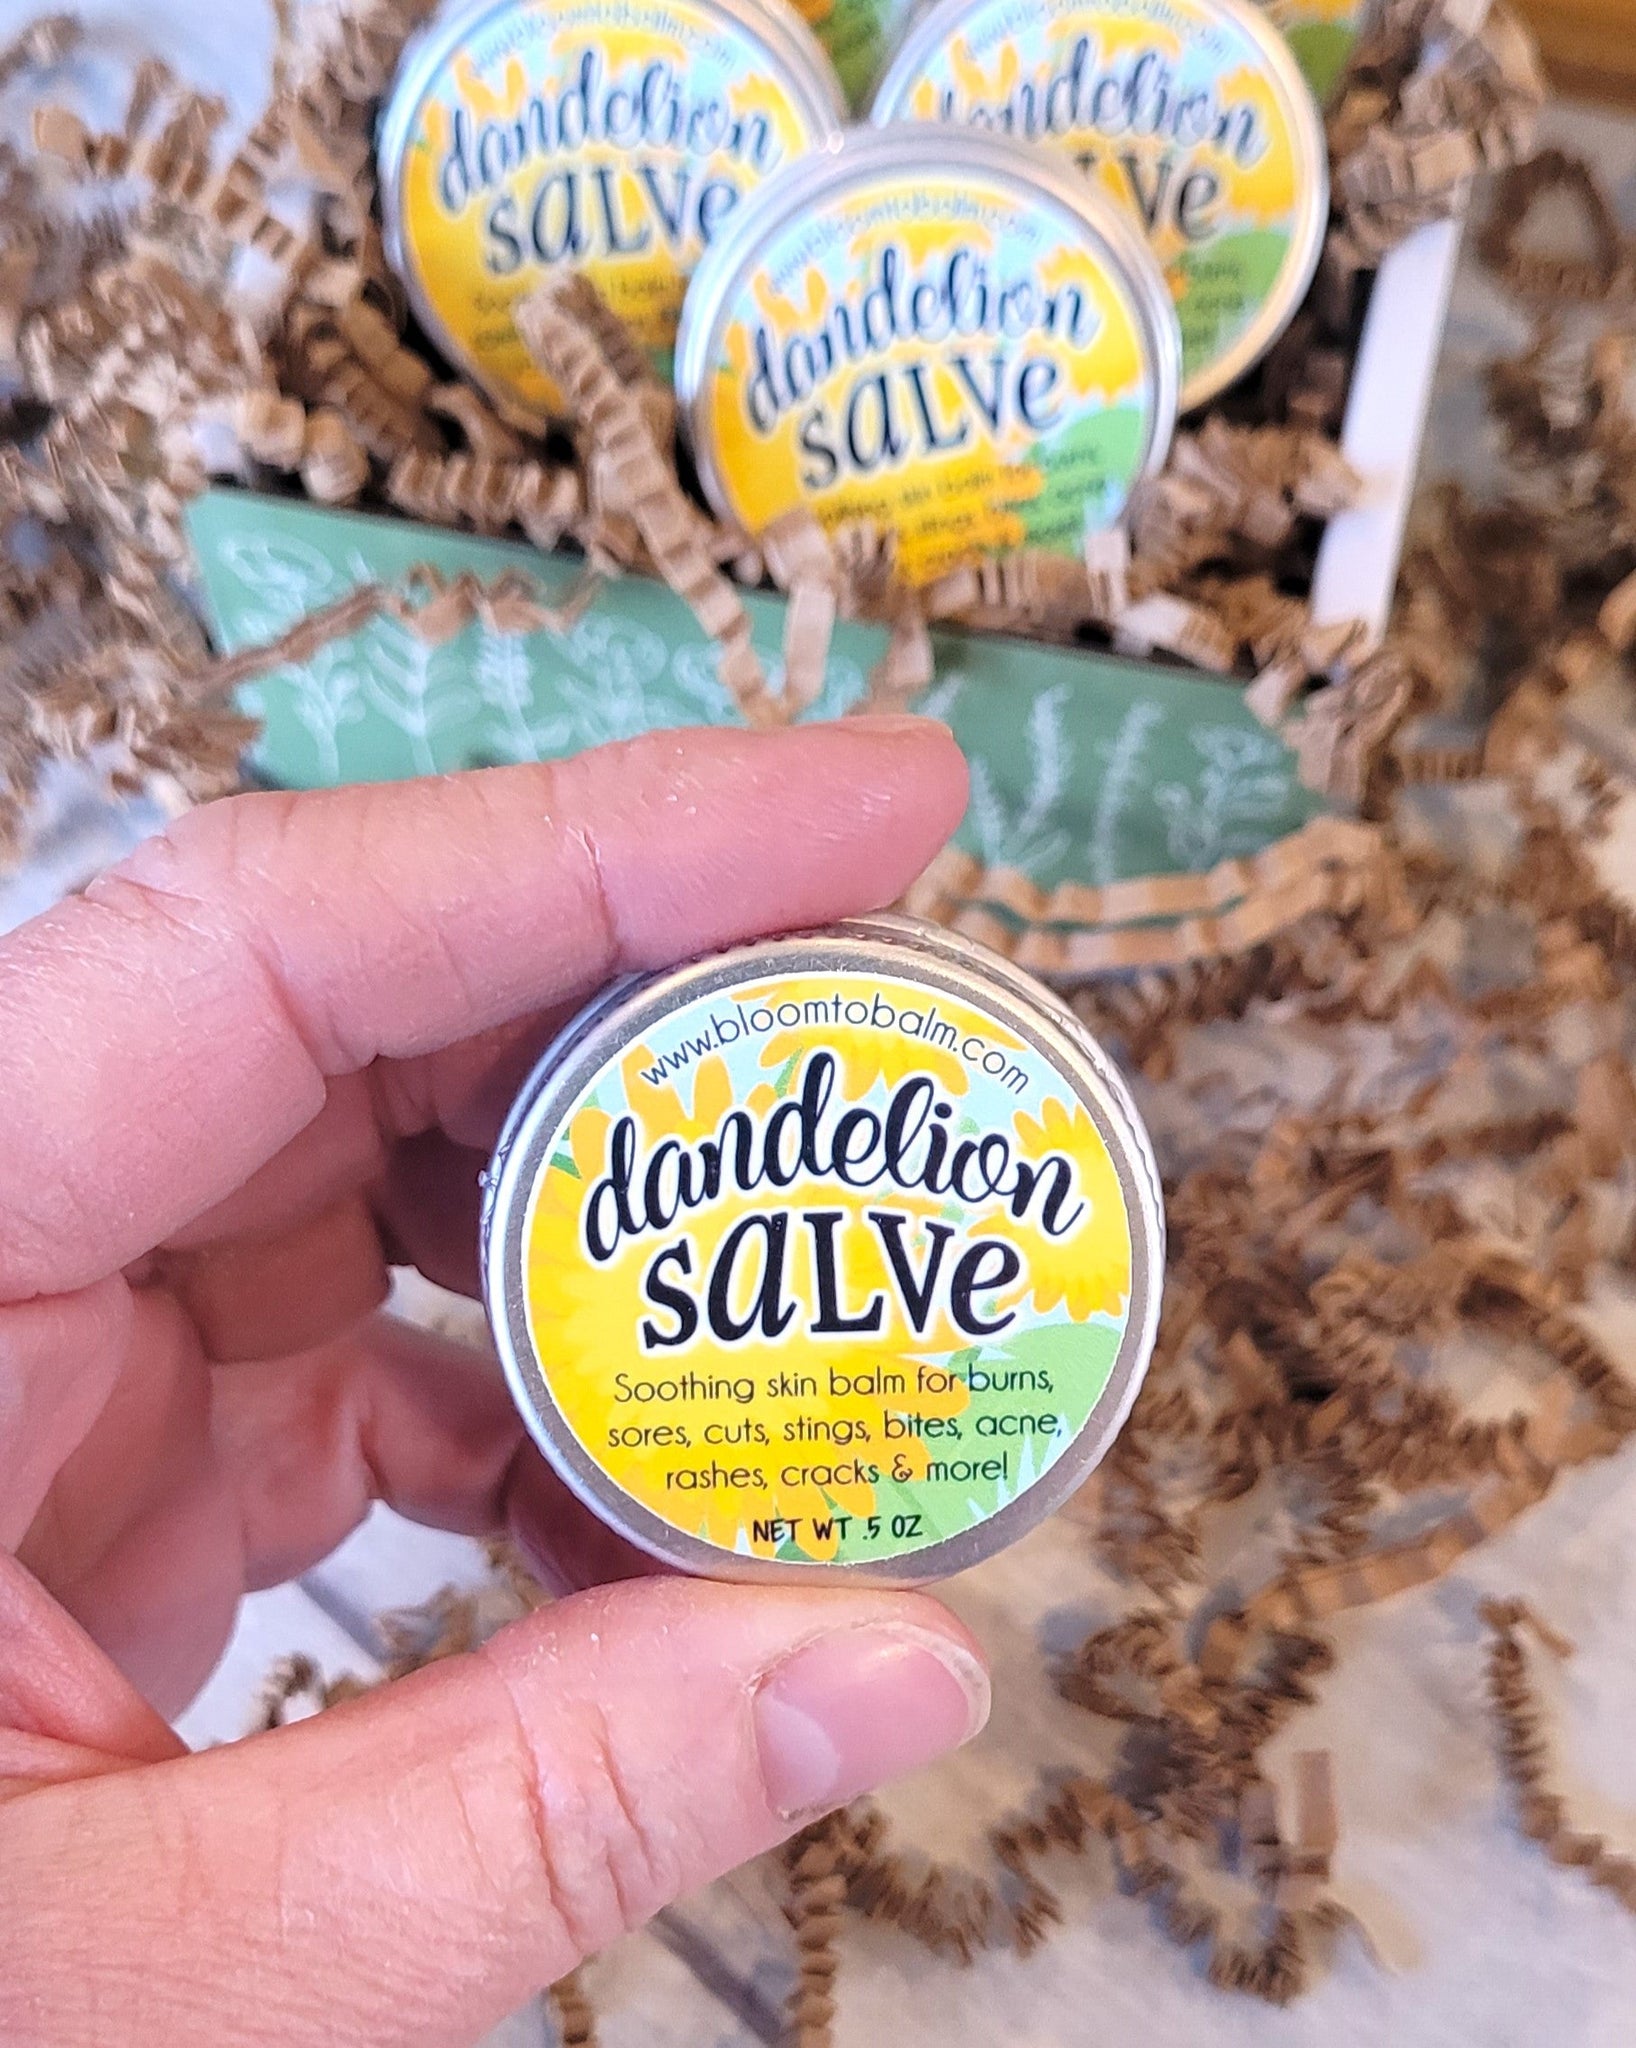 dandelion
salve
dandelion
salve
dandelion
salve
www.bloomtobalm.com
dandelion
salve
Soothing skin balm for burns,
sores, cuts, stings, bites, acne,
rashes, cracks & more!
NET WT .5 OZ